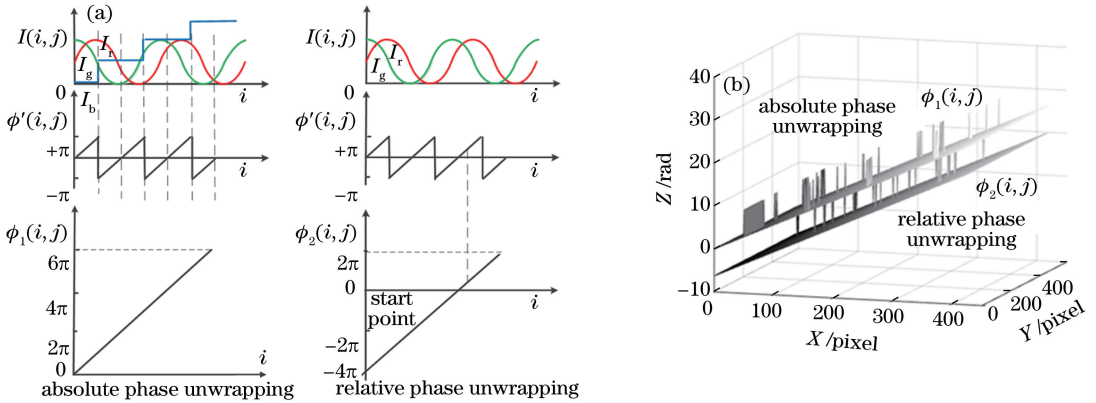 (a)
I(i, j)
I_r
I_g
0
i
I_b
ϕ′(i, j)
+π
−π
i
ϕ_1(i, j)
6π
4π
2π
0
i
absolute phase unwrapping
I(i, j)
I_r
I_g
0
i
ϕ′(i, j)
+π
−π
i
ϕ_2(i, j)
2π
0
start
point
i
−2π
−4π
relative phase unwrapping
(b)
40
30
20
10
0
−10
Z/rad
absolute phase
unwrapping
ϕ_1(i, j)
ϕ_2(i, j)
relative phase
unwrapping
0
100
200
300
400
X/pixel
0
200
400
Y/pixel